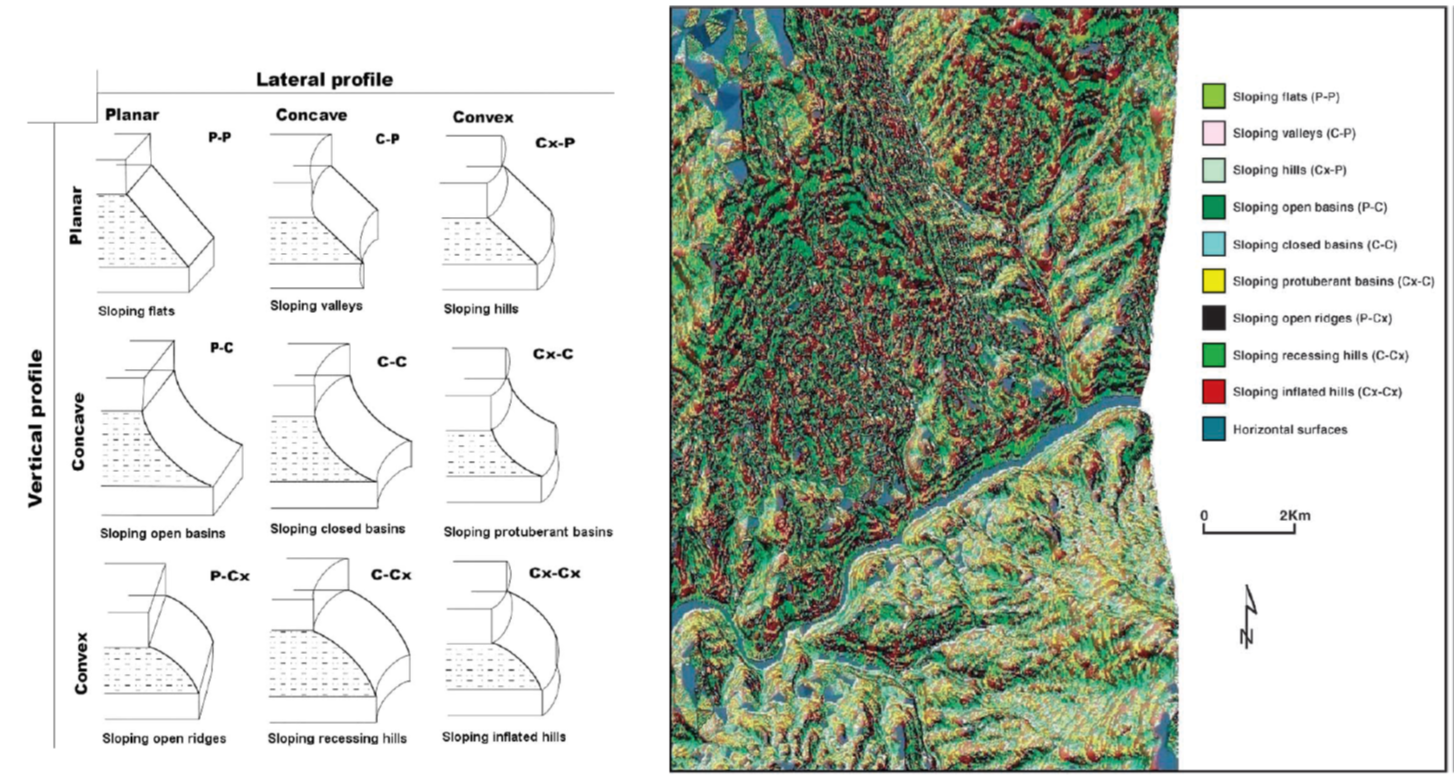 Lateral profile
Planar
Concave
Convex
P-P
C-P
Cx-P
Planar
Sloping flats
Sloping valleys
Sloping hills
Vertical profile
P-C
C-C
Cx-C
Concave
Sloping open basins
Sloping closed basins
Sloping protuberant basins
P-Cx
C-Cx
Cx-Cx
Convex
Sloping open ridges
Sloping recessing hills
Sloping inflated hills
Sloping flats (P-P)
Sloping valleys (C-P)
Sloping hills (Cx-P)
Sloping open basins (P-C)
Sloping closed basins (C-C)
Sloping protuberant basins (Cx-C)
Sloping open ridges (P-Cx)
Sloping recessing hills (C-Cx)
Sloping inflated hills (Cx-Cx)
Horizontal surfaces
0 2Km
N